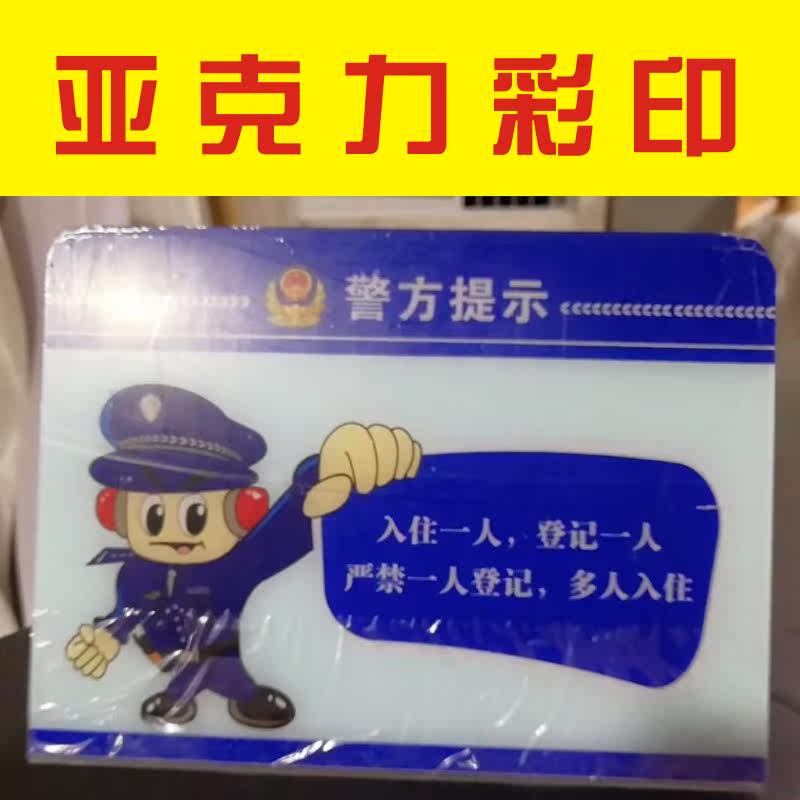 亚克力彩印
警方提示
入住一人，登记一人
严禁一人登记，多人入住